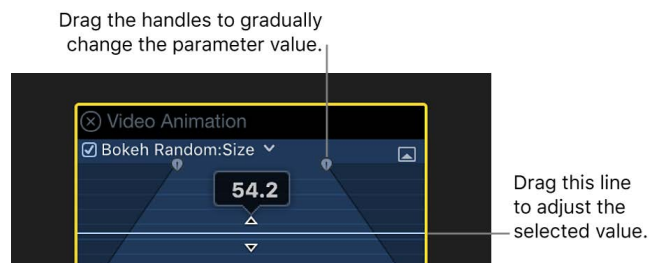 Drag the handles to gradually
change the parameter value.
Video Animation
Bokeh Random:Size
54.2
Drag this line
to adjust the
selected value.